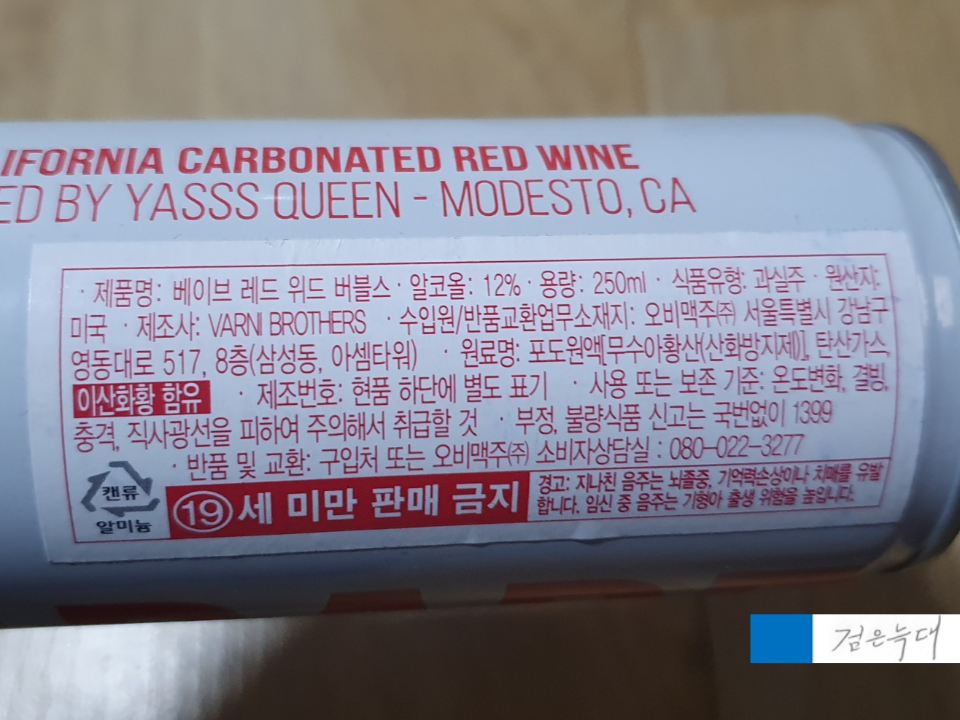 IFORNIA CARBONATED RED WINE
ED BY YASSS QUEEN - MODESTO, CA
· 제품명: 베이브 레드 위드 버블스 · 알코올: 12% · 용량: 250ml · 식품유형: 과실주 · 원산지:
미국 · 제조사: VARNI BROTHERS · 수입원/반품교환업무소재지: 오비맥주㈜ 서울특별시 강남구
영동대로 517, 8층(삼성동, 아셈타워) · 원료명: 포도원액[무수아황산(산화방지제)], 탄산가스,
이산화황 함유 · 제조번호: 현품 하단에 별도 표기 · 사용 또는 보존 기준: 온도변화, 결빙,
충격, 직사광선을 피하여 주의해서 취급할 것 · 부정, 불량식품 신고는 국번없이 1399
· 반품 및 교환: 구입처 또는 오비맥주㈜ 소비자상담실 : 080-022-3277
캔류
알미늄
19세 미만 판매 금지
경고: 지나친 음주는 뇌졸중, 기억력손상이나 치매를 유발
합니다. 임신 중 음주는 기형아 출생 위험을 높입니다.
검은늑대